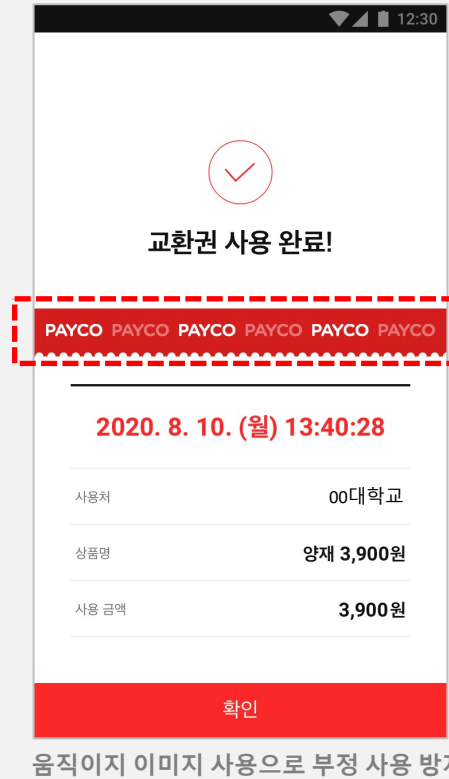 12:30
교환권 사용 완료!
PAYCO PAYCO PAYCO PAYCO PAYCO PAYCO
2020. 8. 10. (월) 13:40:28
사용처 00대학교
상품명 양재 3,900원
사용 금액 3,900원
확인
움직이지 이미지 사용으로 부정 사용 방지